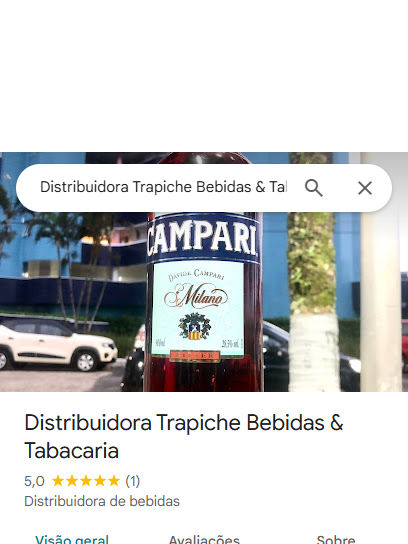 Distribuidora Trapiche Bebidas & Tal
CAMPARI
DAVIDE CAMPARI
Milano
Distribuidora Trapiche Bebidas &
Tabacaria
5,0 (1)
Distribuidora de bebidas
Visão geral Avaliações Sobre